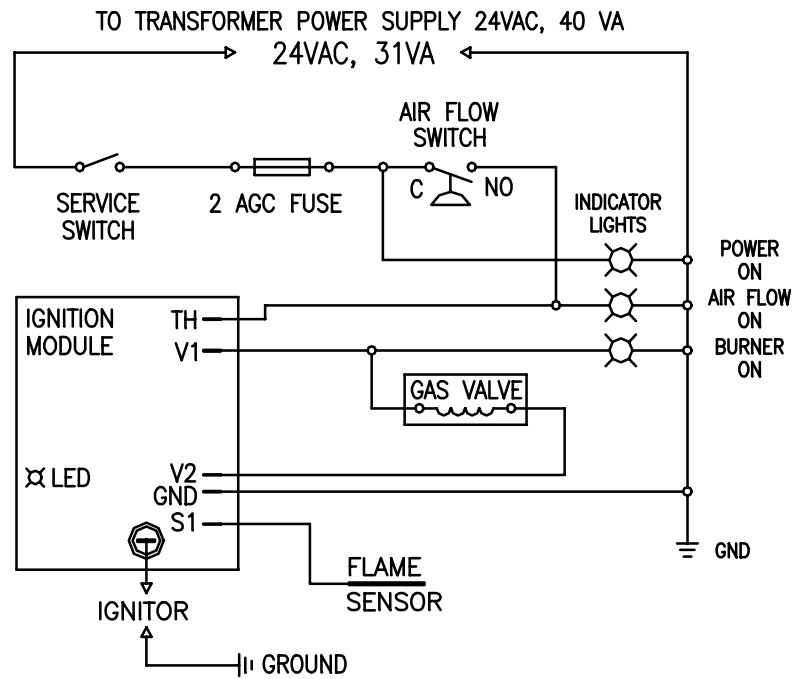 TO TRANSFORMER POWER SUPPLY 24VAC, 40 VA
24VAC, 31VA
AIR FLOW
SWITCH
C
NO
SERVICE
SWITCH
2 AGC FUSE
INDICATOR
LIGHTS
POWER
ON
AIR FLOW
ON
BURNER
ON
IGNITION
MODULE
TH
V1
GAS VALVE
LED
V2
GND
S1
GND
FLAME
SENSOR
IGNITOR
GROUND